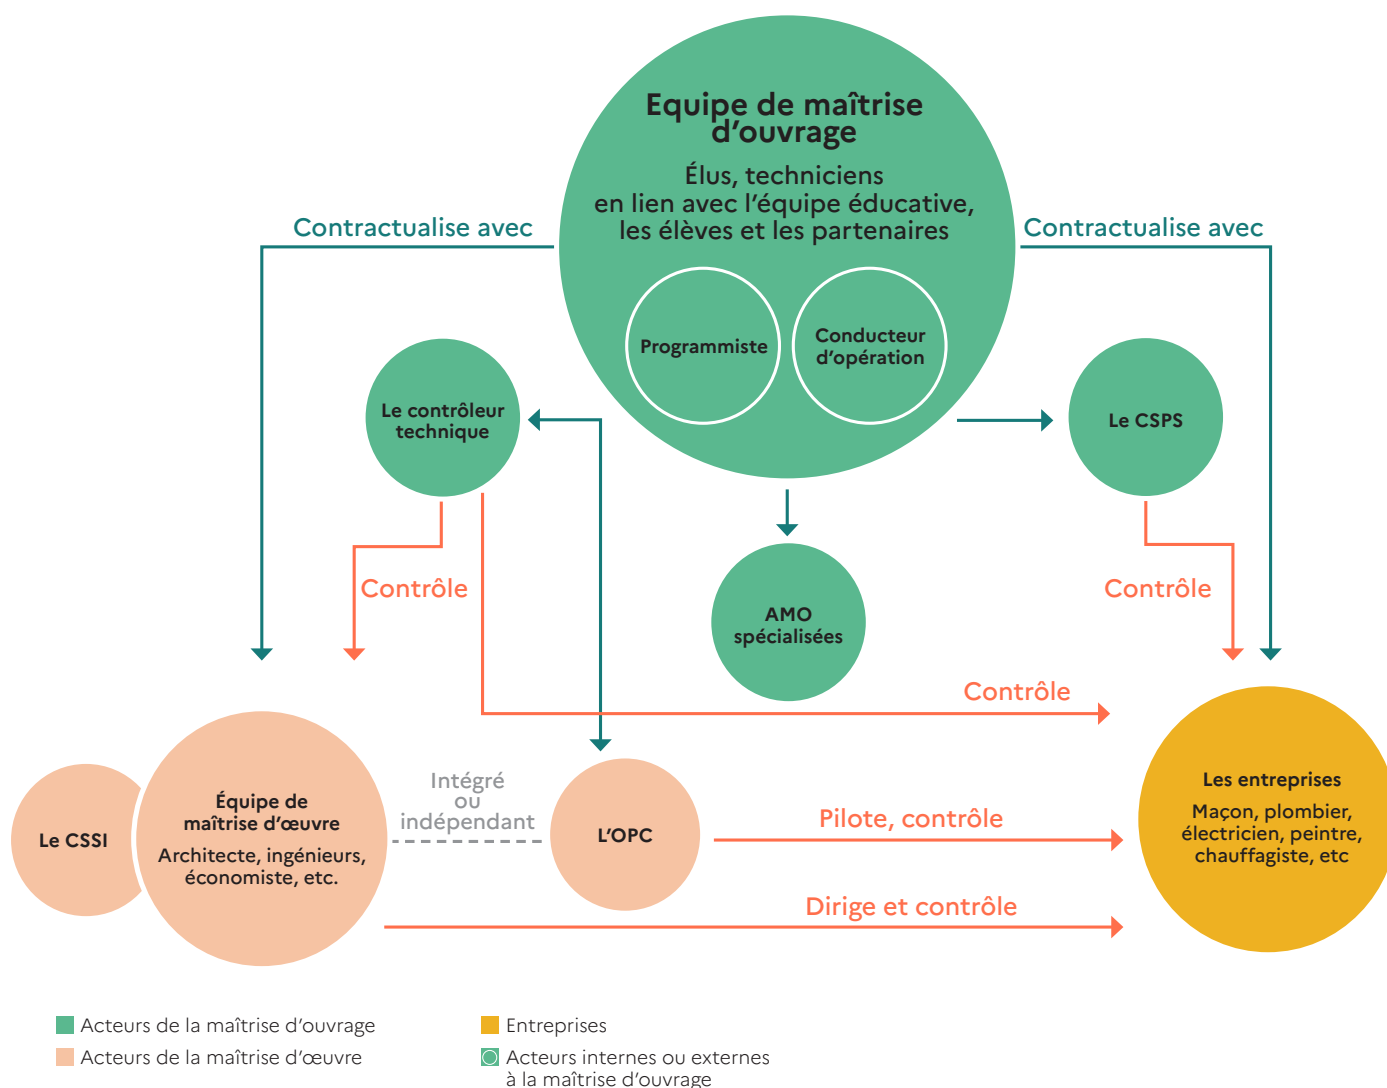 Equipe de maîtrise
d'ouvrage
Élus, techniciens
en lien avec l'équipe éducative,
les élèves et les partenaires
Contractualise avec
Contractualise avec
Programmiste
Conducteur
d'opération
Le contrôleur
technique
Le CSPS
Contrôle
Contrôle
AMO
spécialisées
Contrôle
Le CSSI
Équipe de
maîtrise d'œuvre
Architecte, ingénieurs,
économiste, etc.
Intégré
ou
indépendant
L'OPC
Pilote, contrôle
Dirige et contrôle
Les entreprises
Maçon, plombier,
électricien, peintre,
chauffagiste, etc
Acteurs de la maîtrise d'ouvrage
Acteurs de la maîtrise d'œuvre
Entreprises
Acteurs internes ou externes
à la maîtrise d'ouvrage